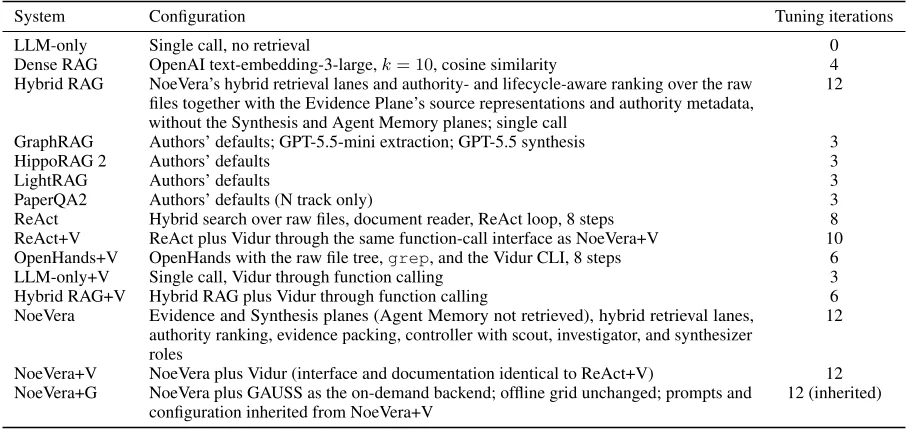 System Configuration Tuning iterations
LLM-only Single call, no retrieval 0
Dense RAG OpenAI text-embedding-3-large, k = 10, cosine similarity 4
Hybrid RAG NoeVera's hybrid retrieval lanes and authority- and lifecycle-aware ranking over the raw 12
files together with the Evidence Plane's source representations and authority metadata,
without the Synthesis and Agent Memory planes; single call
GraphRAG Authors' defaults; GPT-5.5-mini extraction; GPT-5.5 synthesis 3
HippoRAG 2 Authors' defaults 3
LightRAG Authors' defaults 3
PaperQA2 Authors' defaults (N track only) 3
ReAct Hybrid search over raw files, document reader, ReAct loop, 8 steps 8
ReAct+V ReAct plus Vidur through the same function-call interface as NoeVera+V 10
OpenHands+V OpenHands with the raw file tree, grep, and the Vidur CLI, 8 steps 6
LLM-only+V Single call, Vidur through function calling 3
Hybrid RAG+V Hybrid RAG plus Vidur through function calling 6
NoeVera Evidence and Synthesis planes (Agent Memory not retrieved), hybrid retrieval lanes, 12
authority ranking, evidence packing, controller with scout, investigator, and synthesizer
roles
NoeVera+V NoeVera plus Vidur (interface and documentation identical to ReAct+V) 12
NoeVera+G NoeVera plus GAUSS as the on-demand backend; offline grid unchanged; prompts and 12 (inherited)
configuration inherited from NoeVera+V